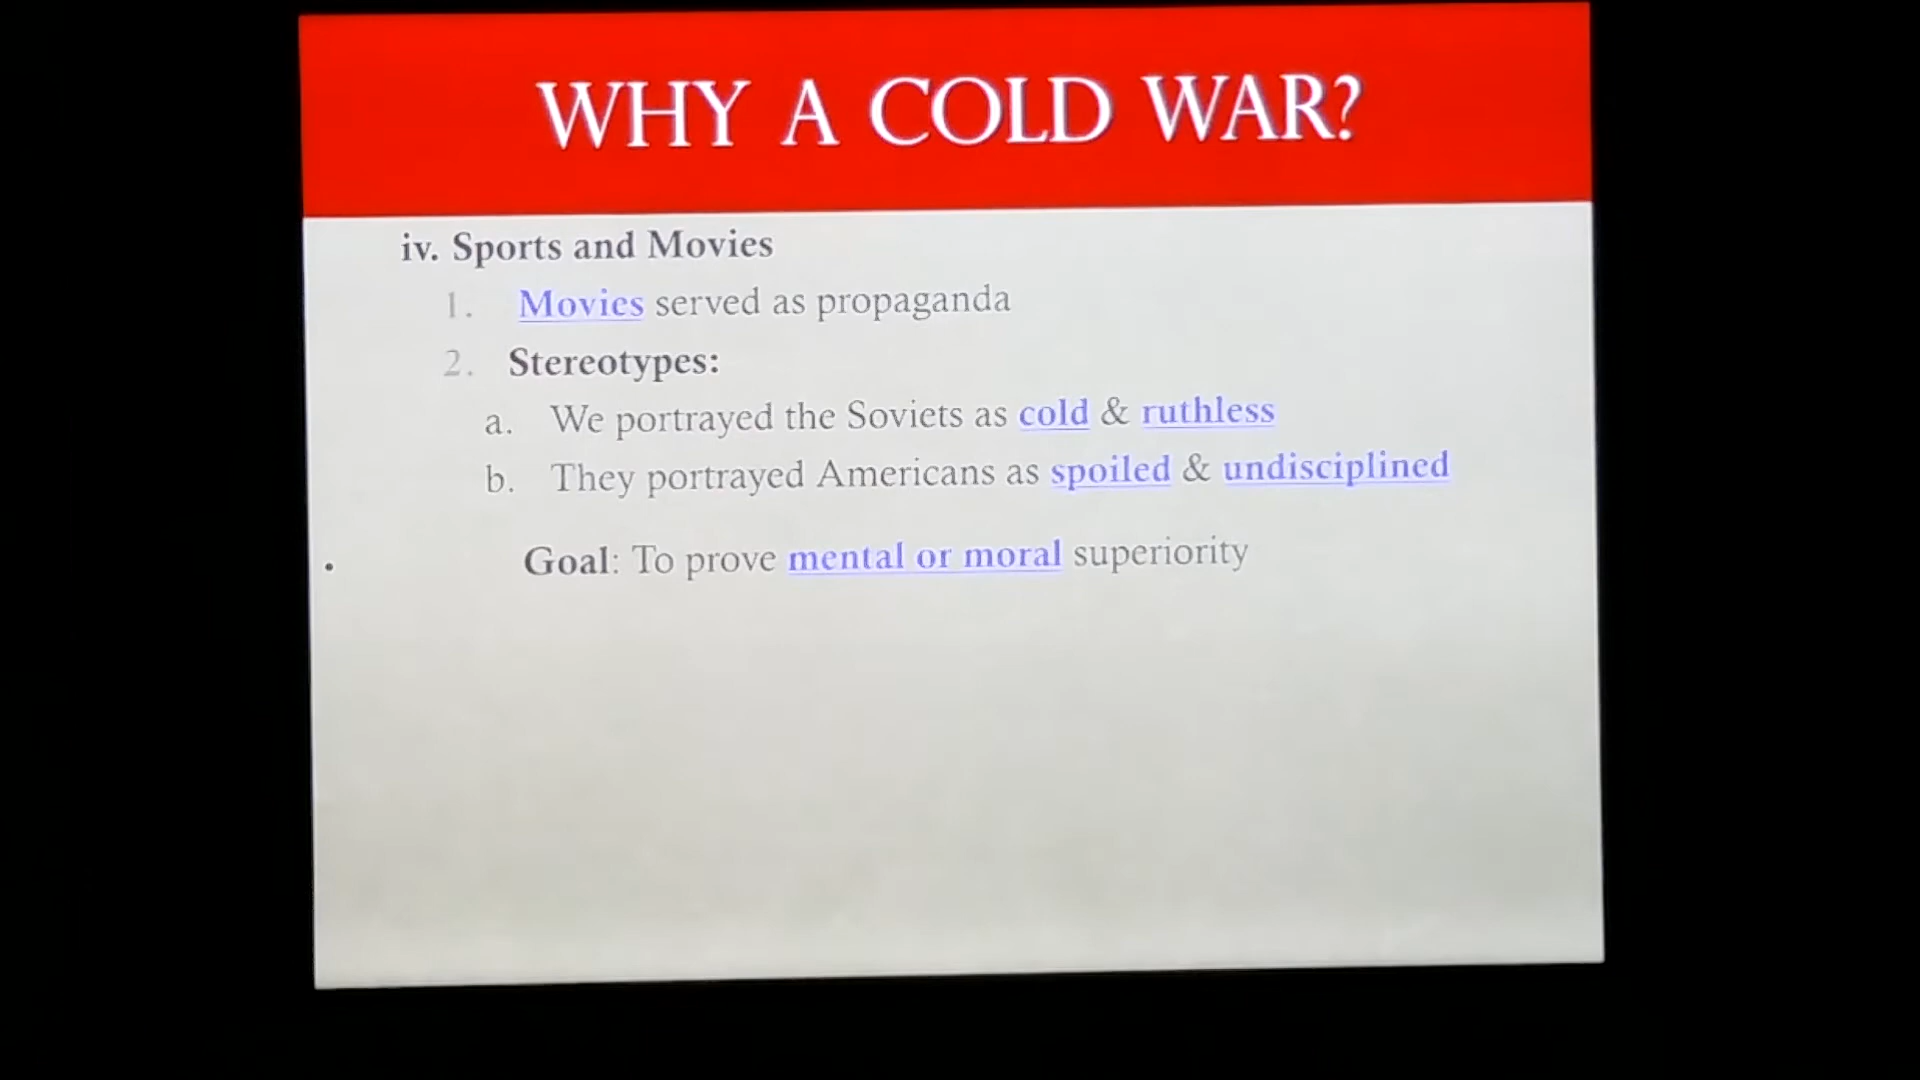 WHY A COLD WAR?
iv. Sports and Movies
1. Movies served as propaganda
2. Stereotypes:
a. We portrayed the Soviets as cold & ruthless
b. They portrayed Americans as spoiled & undisciplined
• Goal: To prove mental or moral superiority